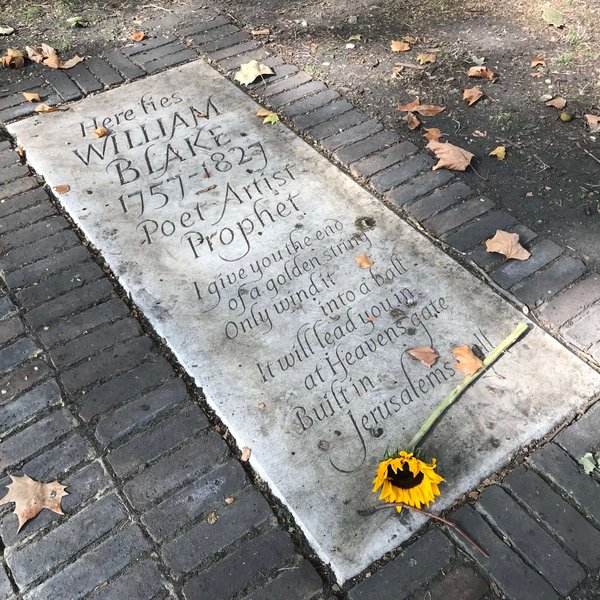 Here lies
WILLIAM
BLAKE
1757-1827
Poet Artist
Prophet
I give you the end
of a golden string
Only wind it
into a ball
It will lead you in
at Heavens gate
Built in
Jerusalems